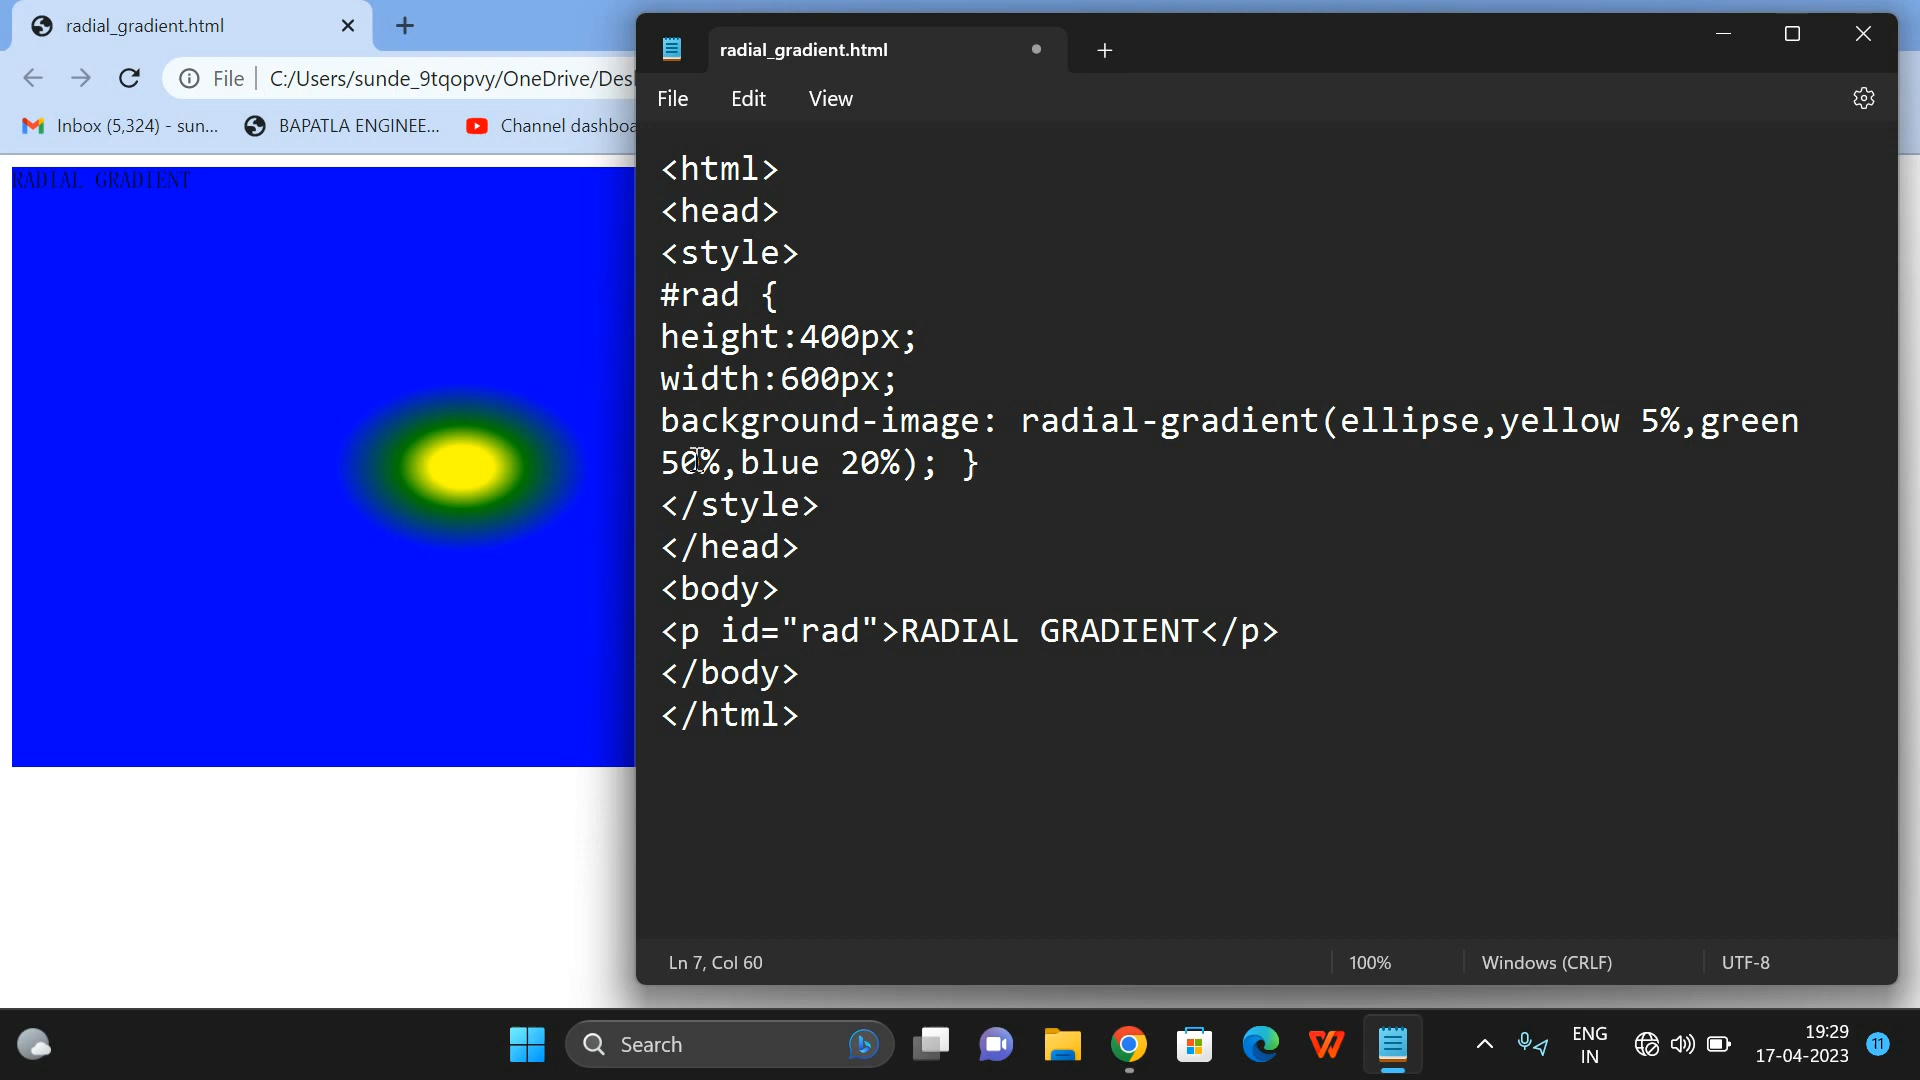 radial_gradient.html
File C:/Users/sunde_9tqopvy/OneDrive/Des
Inbox (5,324) - sun... BAPATLA ENGINEE... Channel dashboa
RADIAL GRADIENT
radial_gradient.html
File Edit View
<html>
<head>
<style>
#rad {
height:400px;
width:600px;
background-image: radial-gradient(ellipse,yellow 5%,green
50%,blue 20%); }
</style>
</head>
<body>
<p id="rad">RADIAL GRADIENT</p>
</body>
</html>
Ln 7, Col 60 100% Windows (CRLF) UTF-8
Search
ENG
IN
19:29
17-04-2023
11